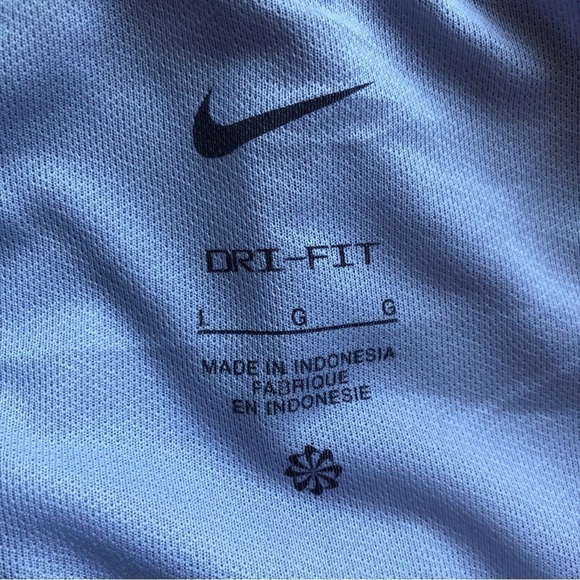 DRI-FIT
L G G
MADE IN INDONESIA
FABRIQUE
EN INDONESIE